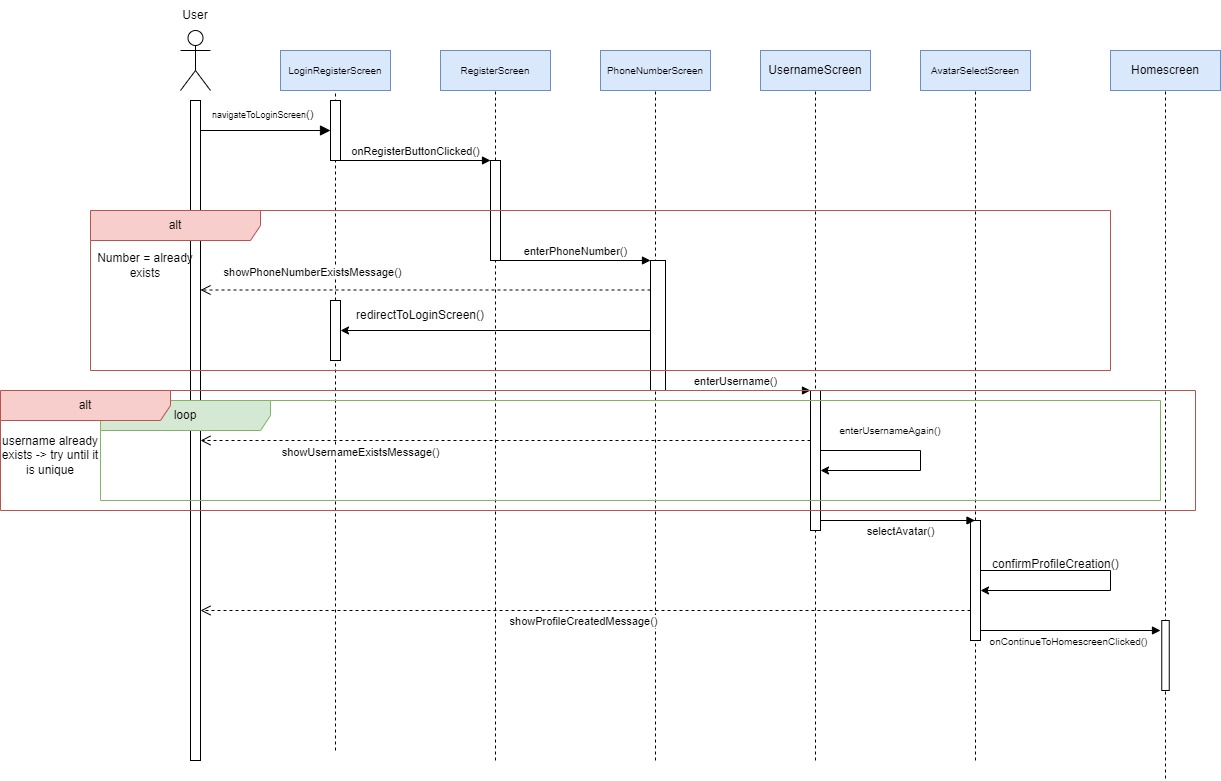 User
LoginRegisterScreen
RegisterScreen
PhoneNumberScreen
UsernameScreen
AvatarSelectScreen
Homescreen
navigateToLoginScreen()
onRegisterButtonClicked()
alt
Number = already
exists
enterPhoneNumber()
showPhoneNumberExistsMessage()
redirectToLoginScreen()
enterUsername()
alt
loop
username already
exists -> try until it
is unique
enterUsernameAgain()
showUsernameExistsMessage()
selectAvatar()
confirmProfileCreation()
showProfileCreatedMessage()
onContinueToHomescreenClicked()